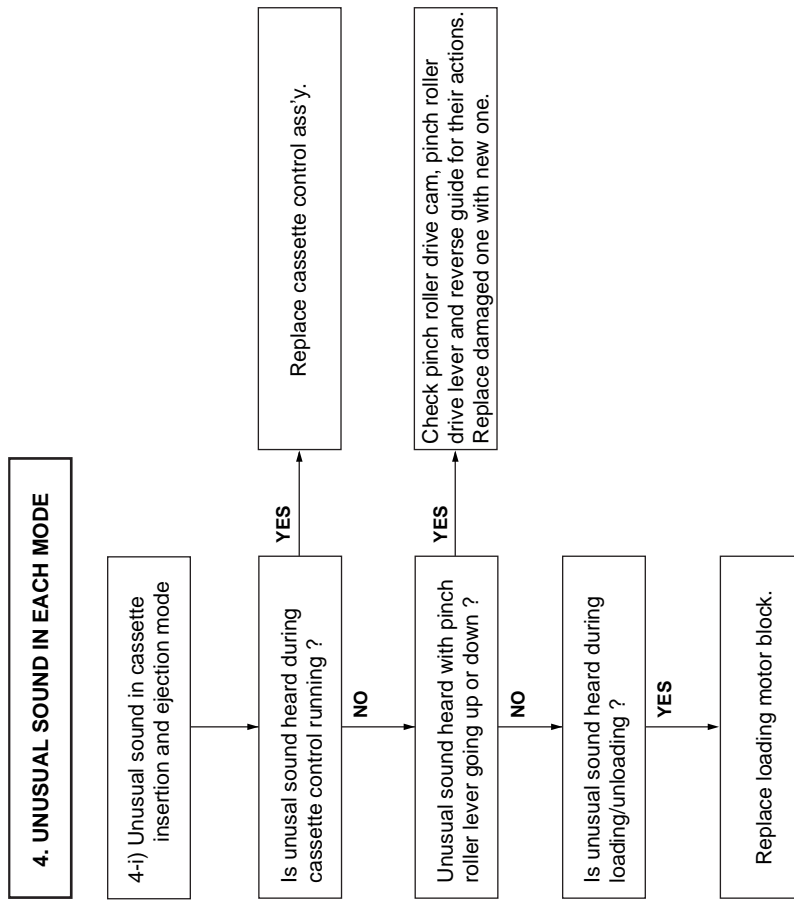 4. UNUSUAL SOUND IN EACH MODE
4-i) Unusual sound in cassette
insertion and ejection mode
Is unusual sound heard during
cassette control running ?
YES
Replace cassette control ass'y.
NO
Unusual sound heard with pinch
roller lever going up or down ?
YES
Check pinch roller drive cam, pinch roller
drive lever and reverse guide for their actions.
Replace damaged one with new one.
NO
Is unusual sound heard during
loading/unloading ?
YES
Replace loading motor block.